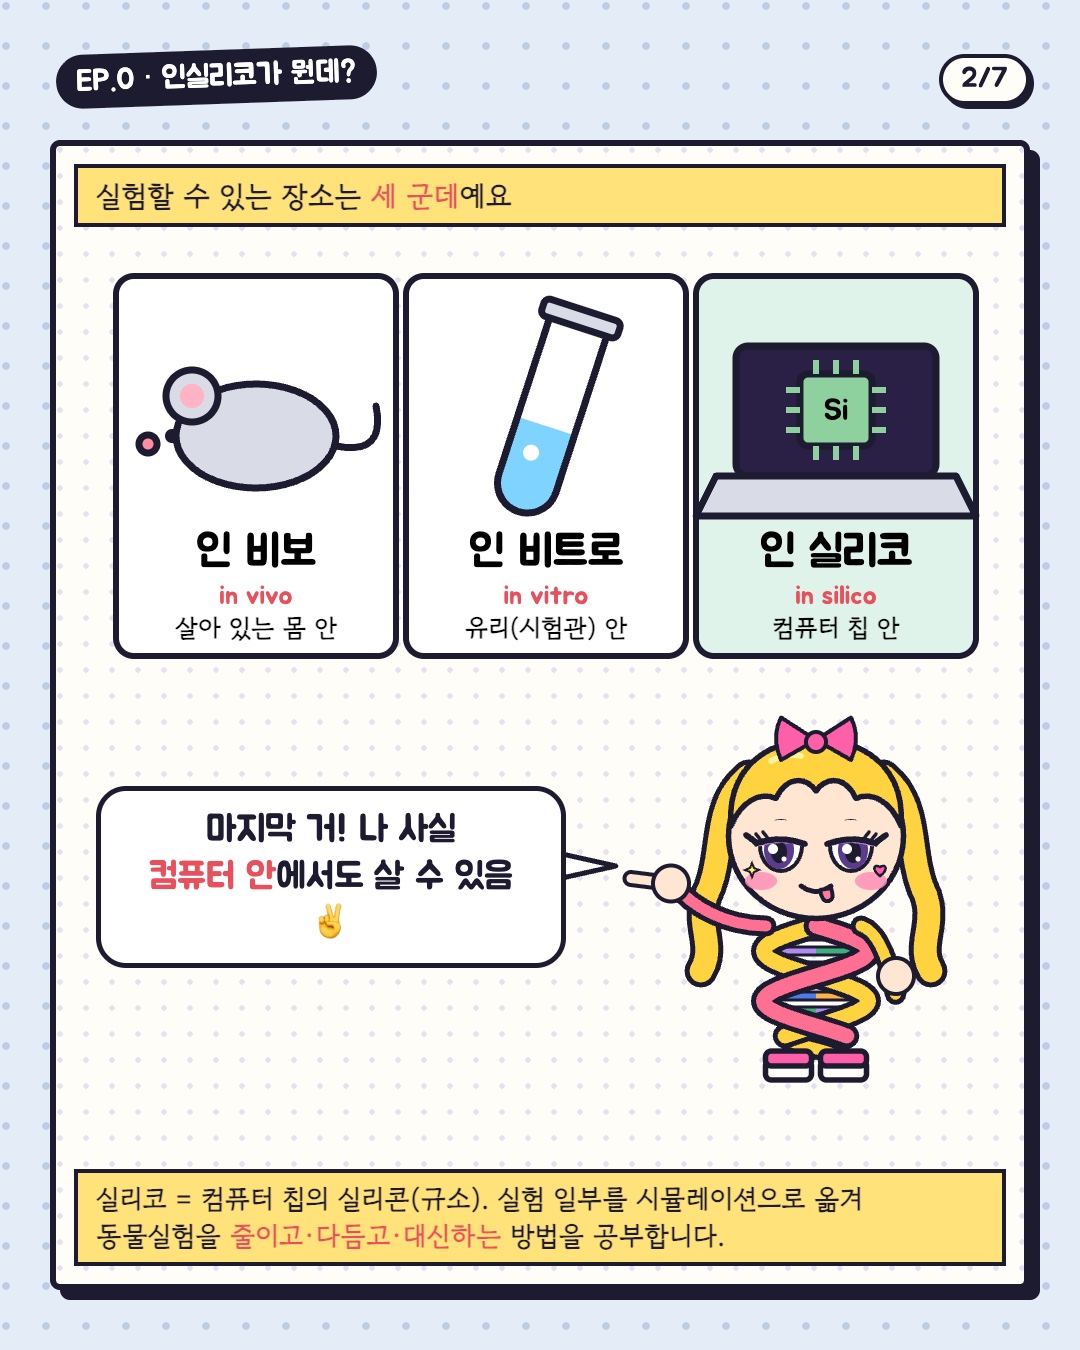 EP.0 · 인실리코가 뭔데?
2/7
실험할 수 있는 장소는 세 군데예요
Si
인 비보
in vivo
살아 있는 몸 안
인 비트로
in vitro
유리(시험관) 안
인 실리코
in silico
컴퓨터 칩 안
마지막 거! 나 사실
컴퓨터 안에서도 살 수 있음
✌️
실리코 = 컴퓨터 칩의 실리콘(규소). 실험 일부를 시뮬레이션으로 옮겨
동물실험을 줄이고·다듬고·대신하는 방법을 공부합니다.